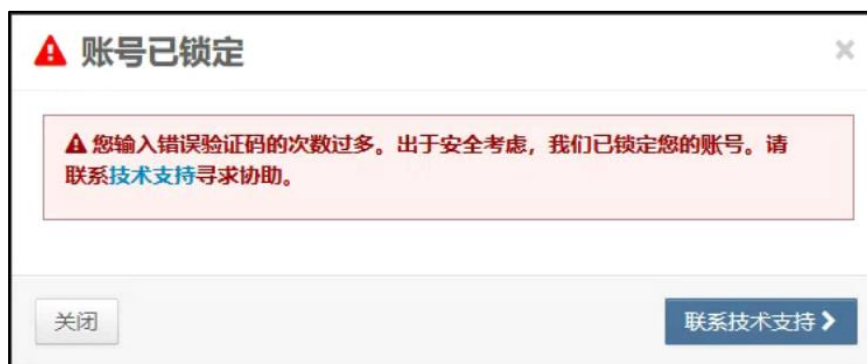 账号已锁定
您输入错误验证码的次数过多。出于安全考虑，我们已锁定您的账号。请
联系技术支持寻求协助。
关闭
联系技术支持